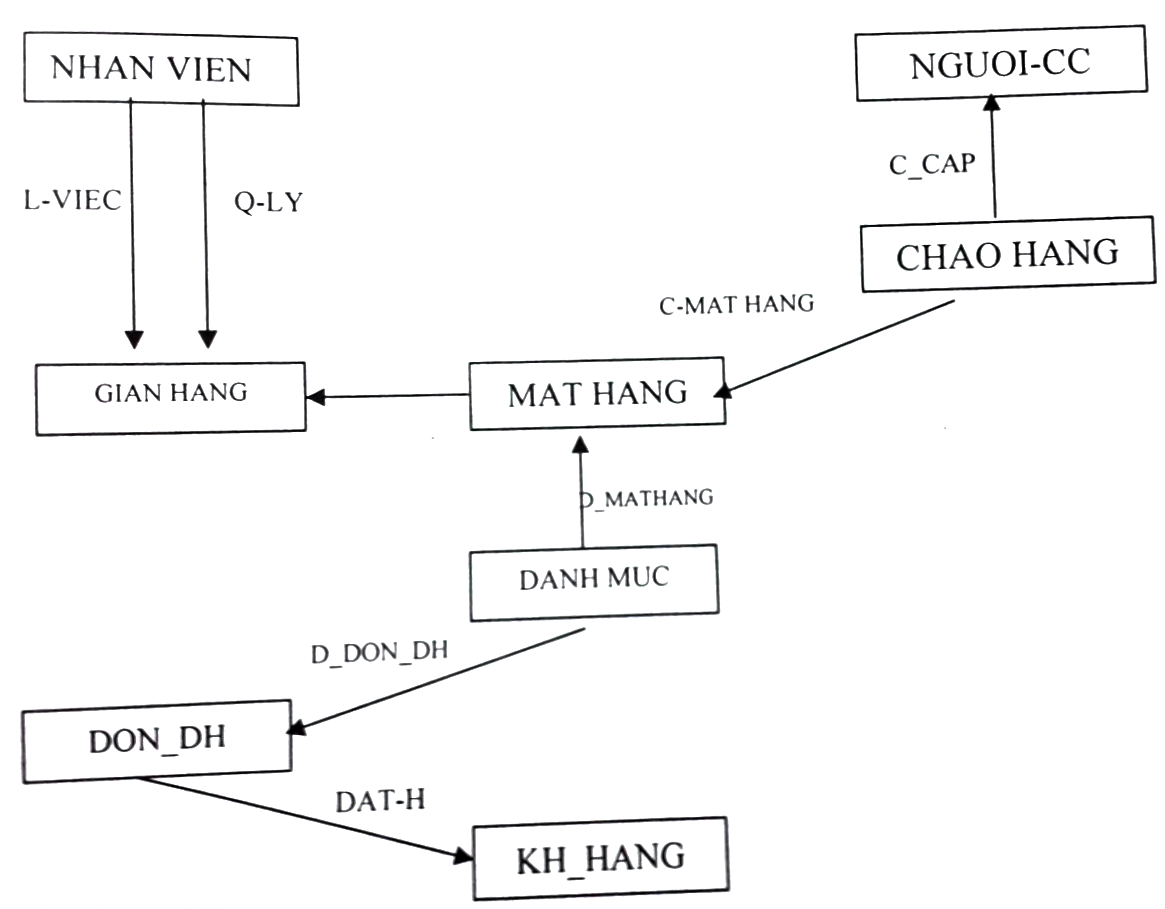 NHAN VIEN
NGUOI-CC
C_CAP
L-VIEC
Q-LY
CHAO HANG
C-MAT HANG
GIAN HANG
MAT HANG
D_MATHANG
DANH MUC
D_DON_DH
DON_DH
DAT-H
KH_HANG